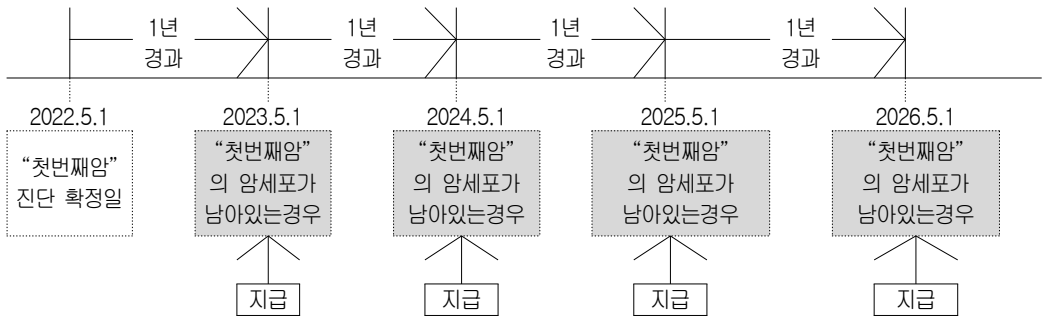 1년 1년 1년 1년
경과 경과 경과 경과
2022.5.1 2023.5.1 2024.5.1 2025.5.1 2026.5.1
“첫번째암”
진단 확정일
“첫번째암”
의 암세포가
남아있는경우
“첫번째암”
의 암세포가
남아있는경우
“첫번째암”
의 암세포가
남아있는경우
“첫번째암”
의 암세포가
남아있는경우
지급 지급 지급 지급